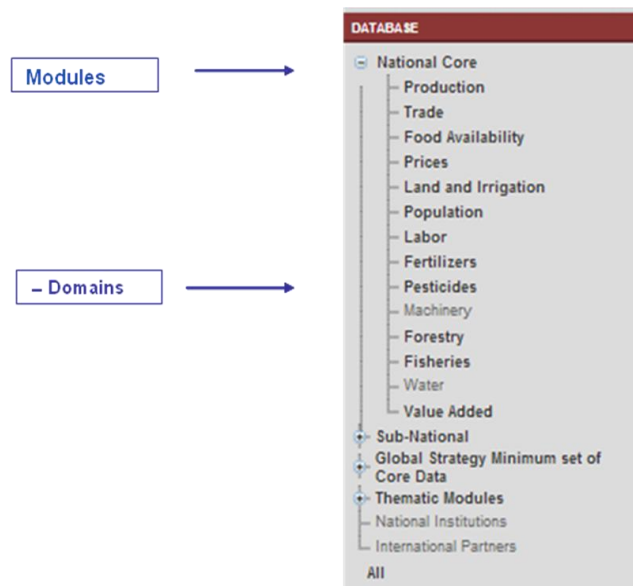 DATABASE
Modules
National Core
Production
Trade
Food Availability
Prices
Land and Irrigation
Population
Labor
– Domains
Fertilizers
Pesticides
Machinery
Forestry
Fisheries
Water
Value Added
Sub-National
Global Strategy Minimum set of
Core Data
Thematic Modules
National Institutions
International Partners
All